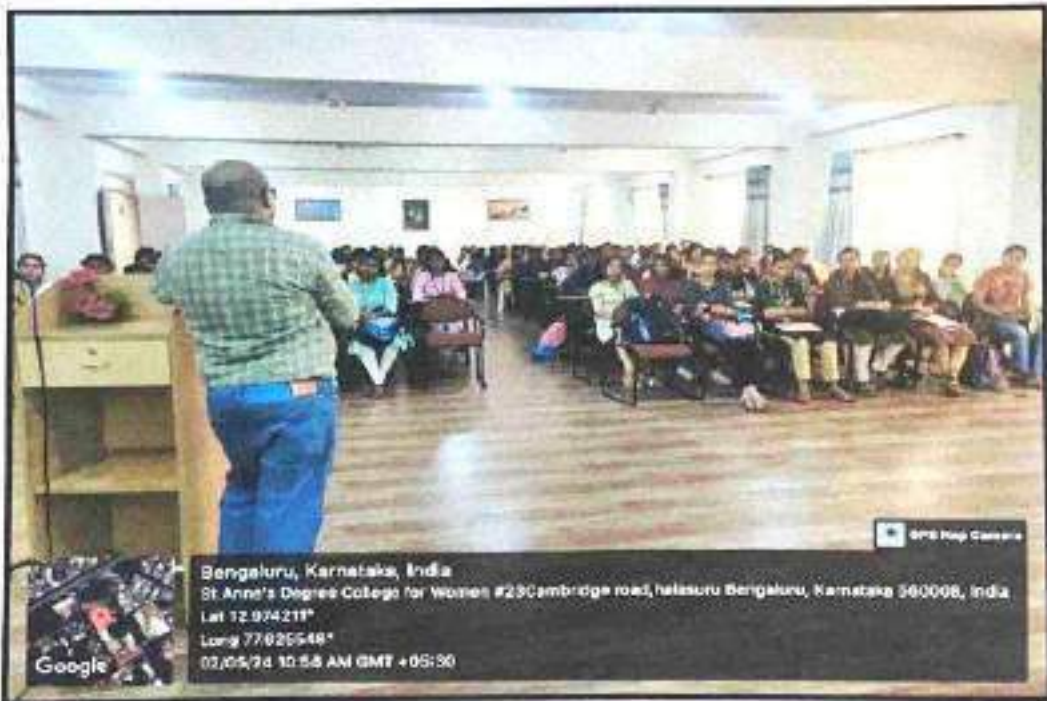 GPS Map Camera
Bengaluru, Karnataka, India
St Anne's Degree College for Women #23Cambridge road,halasuru Bengaluru, Karnataka 560008, India
Lat 12.974211°
Long 77.625548°
02/05/24 10:58 AM GMT +05:30
Google